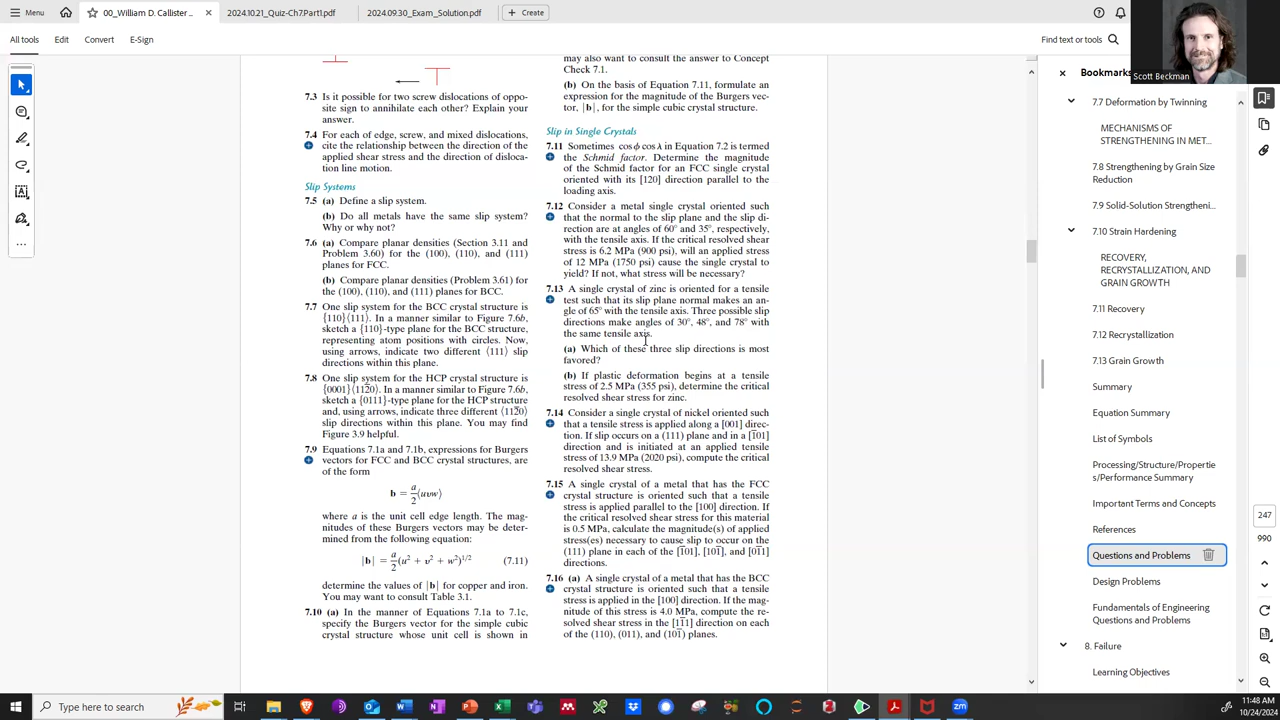 Menu
00_William D. Callister ...
2024.10.21_Quiz-Ch7.Part1.pdf
2024.09.30_Exam_Solution.pdf
+ Create
All tools
Edit
Convert
E-Sign
Find text or tools
Scott Beckman
7.3 Is it possible for two screw dislocations of oppo-
site sign to annihilate each other? Explain your
answer.
7.4 For each of edge, screw, and mixed dislocations,
cite the relationship between the direction of the
applied shear stress and the direction of disloca-
tion line motion.
Slip Systems
7.5 (a) Define a slip system.
(b) Do all metals have the same slip system?
Why or why not?
7.6 (a) Compare planar densities (Section 3.11 and
Problem 3.60) for the (100), (110), and (111)
planes for FCC.
(b) Compare planar densities (Problem 3.61) for
the (100), (110), and (111) planes for BCC.
7.7 One slip system for the BCC crystal structure is
{110}⟨111⟩. In a manner similar to Figure 7.6b,
sketch a {110}-type plane for the BCC structure,
representing atom positions with circles. Now,
using arrows, indicate two different ⟨111⟩ slip
directions within this plane.
7.8 One slip system for the HCP crystal structure is
{0001}⟨112̄0⟩. In a manner similar to Figure 7.6b,
sketch a {0111}-type plane for the HCP structure
and, using arrows, indicate three different ⟨112̄0⟩
slip directions within this plane. You may find
Figure 3.9 helpful.
7.9 Equations 7.1a and 7.1b, expressions for Burgers
vectors for FCC and BCC crystal structures, are
of the form
b = a/2 ⟨uvw⟩
where a is the unit cell edge length. The mag-
nitudes of these Burgers vectors may be deter-
mined from the following equation:
|b| = a/2 (u² + v² + w²)^1/2 (7.11)
determine the values of |b| for copper and iron.
You may want to consult Table 3.1.
7.10 (a) In the manner of Equations 7.1a to 7.1c,
specify the Burgers vector for the simple cubic
crystal structure whose unit cell is shown in
may also want to consult the answer to Concept
Check 7.1.
(b) On the basis of Equation 7.11, formulate an
expression for the magnitude of the Burgers vec-
tor, |b|, for the simple cubic crystal structure.
Slip in Single Crystals
7.11 Sometimes cos ϕ cos λ in Equation 7.2 is termed
the Schmid factor. Determine the magnitude
of the Schmid factor for an FCC single crystal
oriented with its [120] direction parallel to the
loading axis.
7.12 Consider a metal single crystal oriented such
that the normal to the slip plane and the slip di-
rection are at angles of 60° and 35°, respectively,
with the tensile axis. If the critical resolved shear
stress is 6.2 MPa (900 psi), will an applied stress
of 12 MPa (1750 psi) cause the single crystal to
yield? If not, what stress will be necessary?
7.13 A single crystal of zinc is oriented for a tensile
test such that its slip plane normal makes an an-
gle of 65° with the tensile axis. Three possible slip
directions make angles of 30°, 48°, and 78° with
the same tensile axis.
(a) Which of these three slip directions is most
favored?
(b) If plastic deformation begins at a tensile
stress of 2.5 MPa (355 psi), determine the critical
resolved shear stress for zinc.
7.14 Consider a single crystal of nickel oriented such
that a tensile stress is applied along a [001] direc-
tion. If slip occurs on a (111) plane and in a [1̄01]
direction and is initiated at an applied tensile
stress of 13.9 MPa (2020 psi), compute the critical
resolved shear stress.
7.15 A single crystal of a metal that has the FCC
crystal structure is oriented such that a tensile
stress is applied parallel to the [100] direction. If
the critical resolved shear stress for this material
is 0.5 MPa, calculate the magnitude(s) of applied
stress(es) necessary to cause slip to occur on the
(111) plane in each of the [1̄01], [101̄], and [01̄1]
directions.
7.16 (a) A single crystal of a metal that has the BCC
crystal structure is oriented such that a tensile
stress is applied in the [100] direction. If the mag-
nitude of this stress is 4.0 MPa, compute the re-
solved shear stress in the [11̄1] direction on each
of the (110), (011), and (101̄) planes.
Bookmarks
7.7 Deformation by Twinning
MECHANISMS OF
STRENGTHENING IN MET...
7.8 Strengthening by Grain Size
Reduction
7.9 Solid-Solution Strengtheni...
7.10 Strain Hardening
RECOVERY,
RECRYSTALLIZATION, AND
GRAIN GROWTH
7.11 Recovery
7.12 Recrystallization
7.13 Grain Growth
Summary
Equation Summary
List of Symbols
Processing/Structure/Propertie
s/Performance Summary
Important Terms and Concepts
References
Questions and Problems
Design Problems
Fundamentals of Engineering
Questions and Problems
8. Failure
Learning Objectives
247
990
Type here to search
11:48 AM
10/24/2024